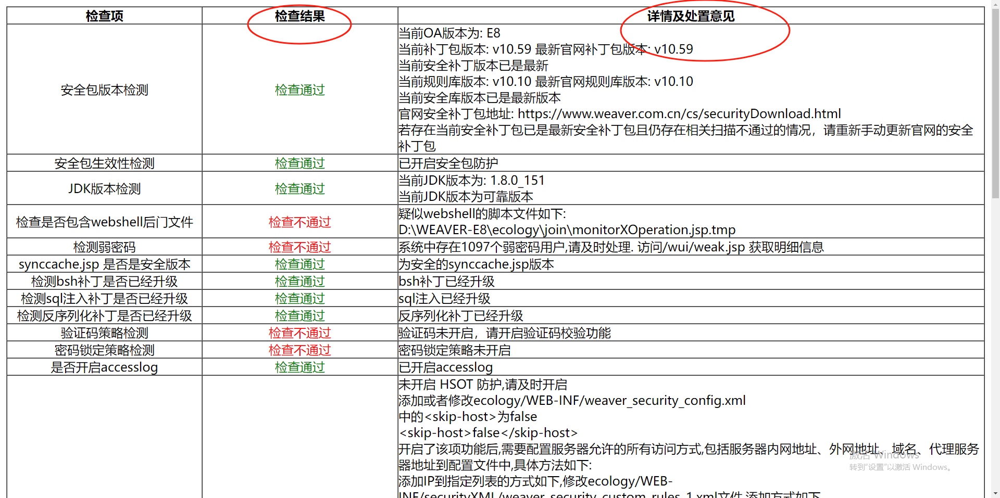 检查项 检查结果 详情及处置意见
安全包版本检测 检查通过 当前OA版本为: E8
当前补丁包版本: v10.59 最新官网补丁包版本: v10.59
当前安全补丁版本已是最新
当前规则库版本: v10.10 最新官网规则库版本: v10.10
当前安全库版本已是最新版本
官网安全补丁包地址: https://www.weaver.com.cn/cs/securityDownload.html
若存在当前安全补丁包已是最新安全补丁包且仍存在相关扫描不通过的情况，请重新手动更新官网的安全
补丁包
安全包生效性检测 检查通过 已开启安全包防护
JDK版本检测 检查通过 当前JDK版本为: 1.8.0_151
当前JDK版本为可靠版本
检查是否包含webshell后门文件 检查不通过 疑似webshell的脚本文件如下:
D:\WEAVER-E8\ecology\join\monitorXOperation.jsp.tmp
检测弱密码 检查不通过 系统中存在1097个弱密码用户,请及时处理. 访问/wui/weak.jsp 获取明细信息
synccache.jsp 是否是安全版本 检查通过 为安全的synccache.jsp版本
检测bsh补丁是否已经升级 检查通过 bsh补丁已经升级
检测sql注入补丁是否已经升级 检查通过 sql注入已经升级
检测反序列化补丁是否已经升级 检查通过 反序列化补丁已经升级
验证码策略检测 检查不通过 验证码未开启，请开启验证码校验功能
密码锁定策略检测 检查不通过 密码锁定策略未开启
是否开启accesslog 检查通过 已开启accesslog
未开启 HSOT 防护,请及时开启
添加或者修改ecology/WEB-INF/weaver_security_config.xml
中的<skip-host>为false
<skip-host>false</skip-host>
开启了该项功能后,需要配置服务器允许的所有访问方式,包括服务器内网地址、外网地址、域名、代理服务
器地址到配置文件中,具体方法如下:
添加IP到指定列表的方式如下,修改ecology/WEB-
INF/securityXML/weaver_security_custom_rules_1.xml文件,添加方式如下
激活 Windows
转到“设置”以激活 Windows。